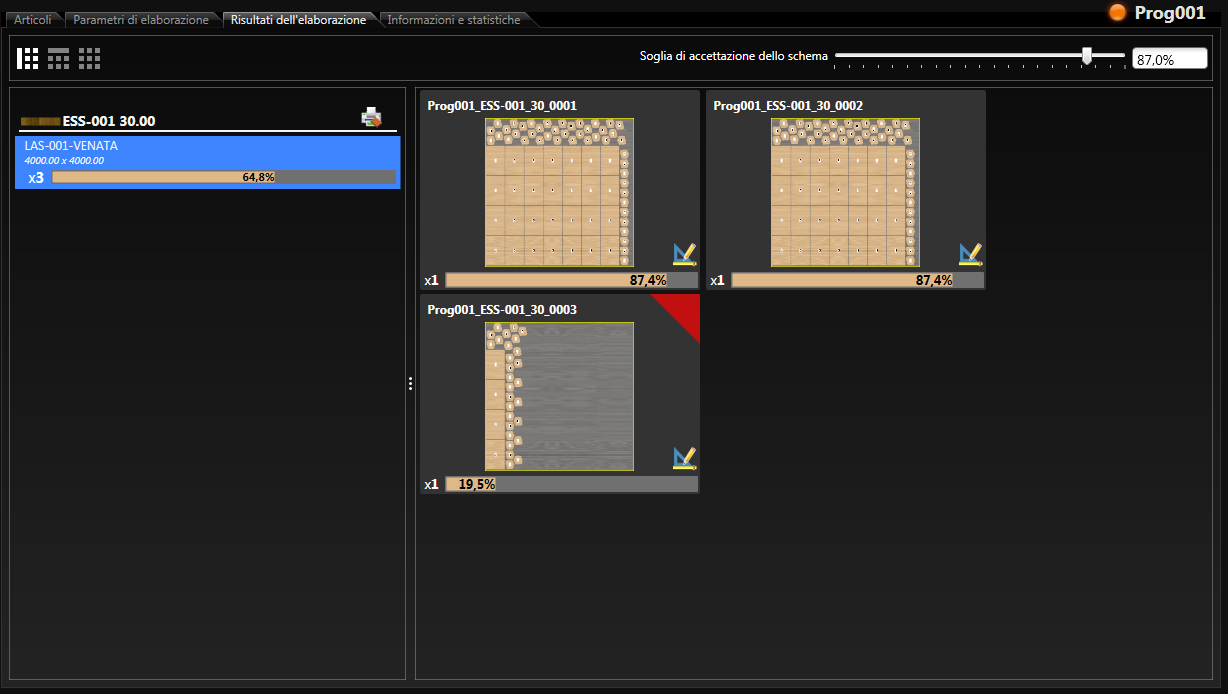 Articoli
Parametri di elaborazione
Risultati dell'elaborazione
Informazioni e statistiche
Prog001
Soglia di accettazione dello schema
87,0%
ESS-001 30.00
LAS-001-VENATA
4000.00 x 4000.00
x3
64,8%
Prog001_ESS-001_30_0001
x1
87,4%
Prog001_ESS-001_30_0002
x1
87,4%
Prog001_ESS-001_30_0003
x1
19,5%